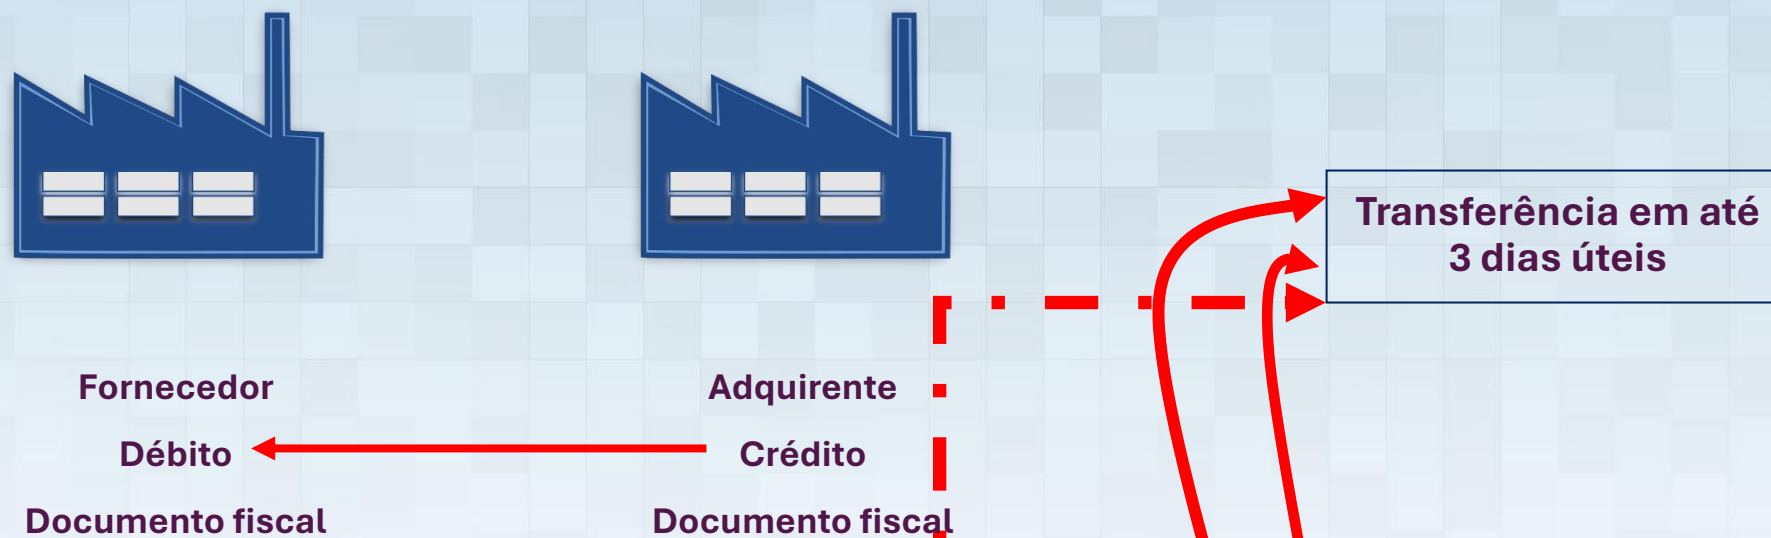 Transferência em até
3 dias úteis
Fornecedor
Adquirente
Débito
Crédito
Documento fiscal
Documento fiscal